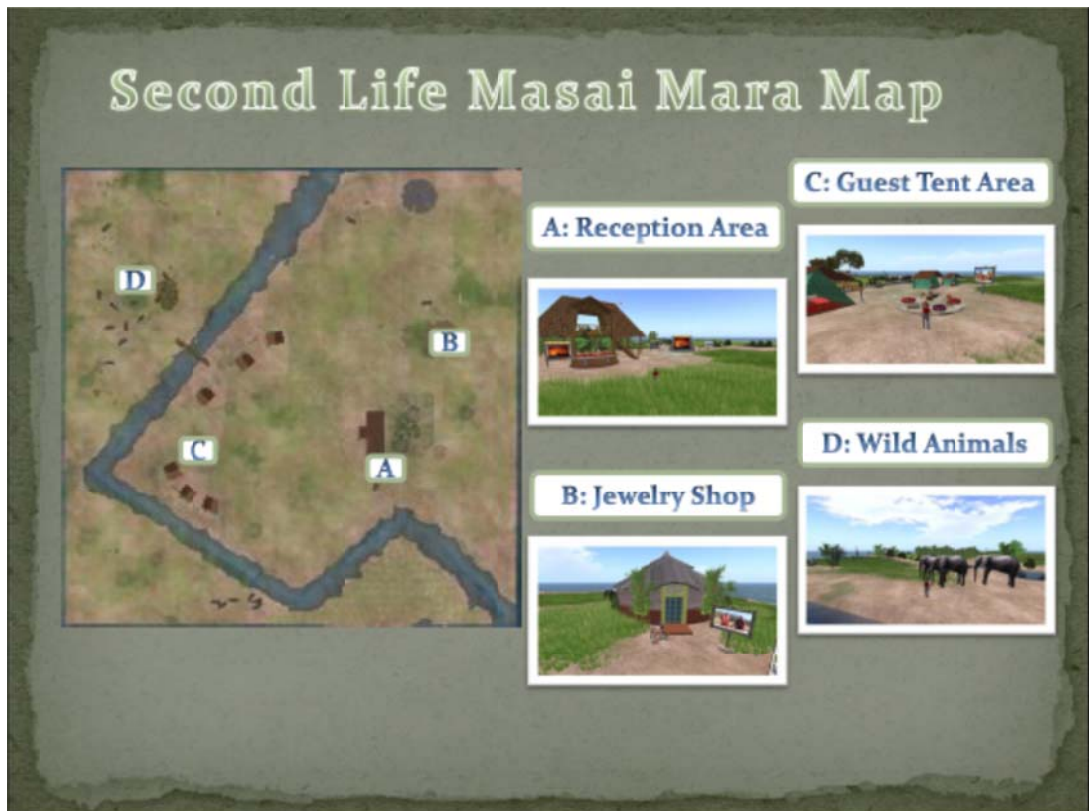 Second Life Masai Mara Map
C: Guest Tent Area
A: Reception Area
D
B
C
A
D: Wild Animals
B: Jewelry Shop